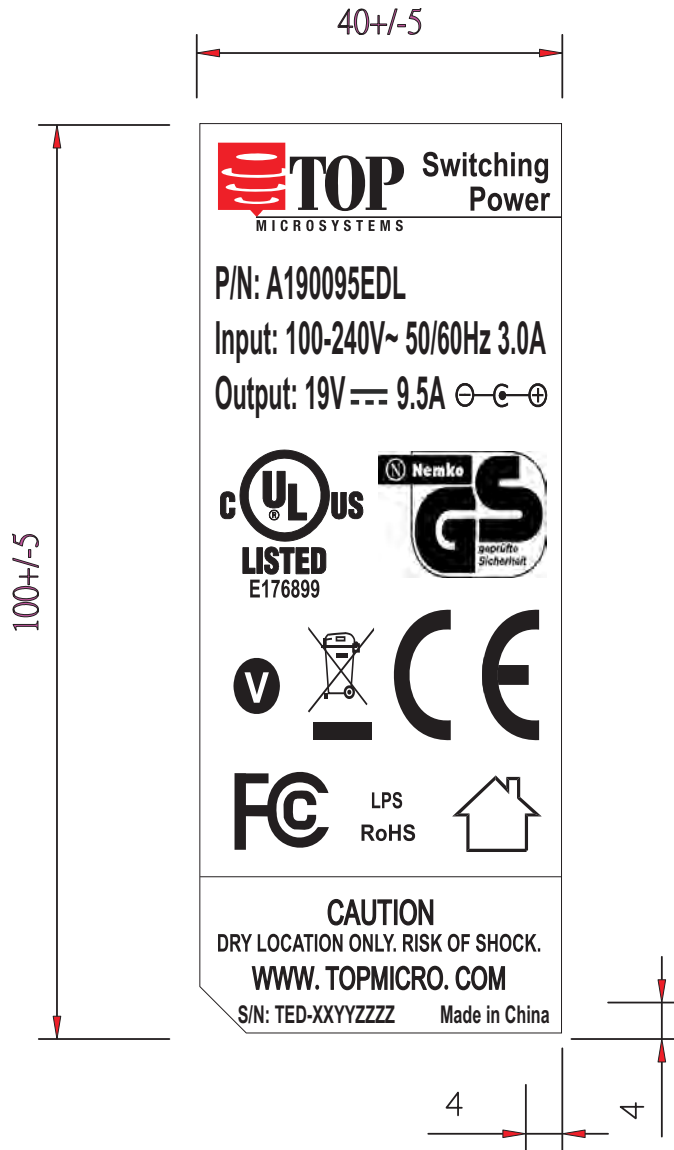 40+/-5
100+/-5
TOP
MICROSYSTEMS
Switching
Power
P/N: A190095EDL
Input: 100-240V~ 50/60Hz 3.0A
Output: 19V 9.5A
C UL® US
LISTED
E176899
N Nemko
GS
geprüfte
Sicherheit
V
CE
FC
LPS
RoHS
CAUTION
DRY LOCATION ONLY. RISK OF SHOCK.
WWW. TOPMICRO. COM
S/N: TED-XXYYZZZZ Made in China
4
4